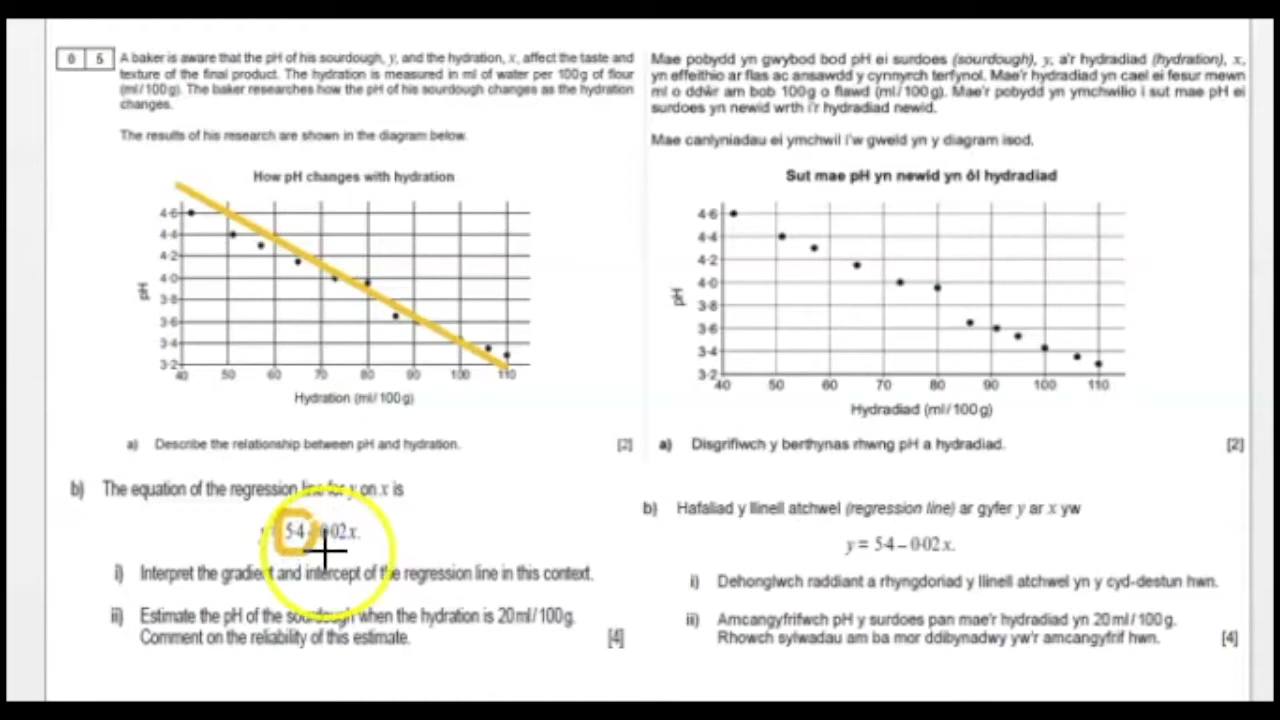 0 5
A baker is aware that the pH of his sourdough, y, and the hydration, x, affect the taste and
texture of the final product. The hydration is measured in ml of water per 100g of flour
(ml/100g). The baker researches how the pH of his sourdough changes as the hydration
changes.
The results of his research are shown in the diagram below.
How pH changes with hydration
4·6
4·4
4·2
4·0
3·8
3·6
3·4
3·2
pH
40 50 60 70 80 90 100 110
Hydration (ml/100g)
a) Describe the relationship between pH and hydration. [2]
b) The equation of the regression line for y on x is
5·4 0·02x.
i) Interpret the gradient and intercept of the regression line in this context.
ii) Estimate the pH of the sourdough when the hydration is 20ml/100g.
Comment on the reliability of this estimate. [4]
Mae pobydd yn gwybod bod pH ei surdoes (sourdough), y, a'r hydradiad (hydration), x,
yn effeithio ar flas ac ansawdd y cynnyrch terfynol. Mae'r hydradiad yn cael ei fesur mewn
ml o ddŵr am bob 100g o flawd (ml/100g). Mae'r pobydd yn ymchwilio i sut mae pH ei
surdoes yn newid wrth i'r hydradiad newid.
Mae canlyniadau ei ymchwil i'w gweld yn y diagram isod.
Sut mae pH yn newid yn ôl hydradiad
4·6
4·4
4·2
4·0
3·8
3·6
3·4
3·2
pH
40 50 60 70 80 90 100 110
Hydradiad (ml/100g)
a) Disgrifiwch y berthynas rhwng pH a hydradiad. [2]
b) Hafaliad y llinell atchwel (regression line) ar gyfer y ar x yw
y = 5·4 – 0·02x.
i) Dehonglwch raddiant a rhyngdoriad y llinell atchwel yn y cyd-destun hwn.
ii) Amcangyfrifwch pH y surdoes pan mae'r hydradiad yn 20ml/100g.
Rhowch sylwadau am ba mor ddibynadwy yw'r amcangyfrif hwn. [4]